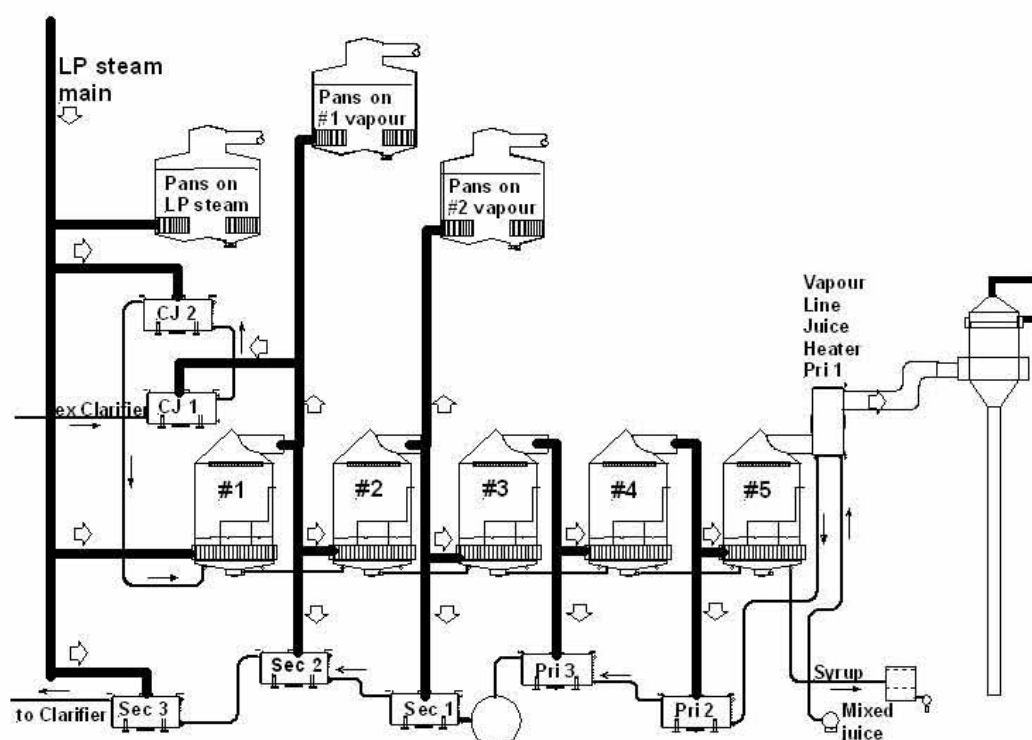 LP steam
main
Pans on
#1 vapour
Pans on
LP steam
Pans on
#2 vapour
CJ 2
Vapour
Line
Juice
Heater
Pri 1
ex Clarifier
CJ 1
#1
#2
#3
#4
#5
Sec 2
Pri 3
Syrup
to Clarifier
Sec 3
Sec 1
Pri 2
Mixed
juice